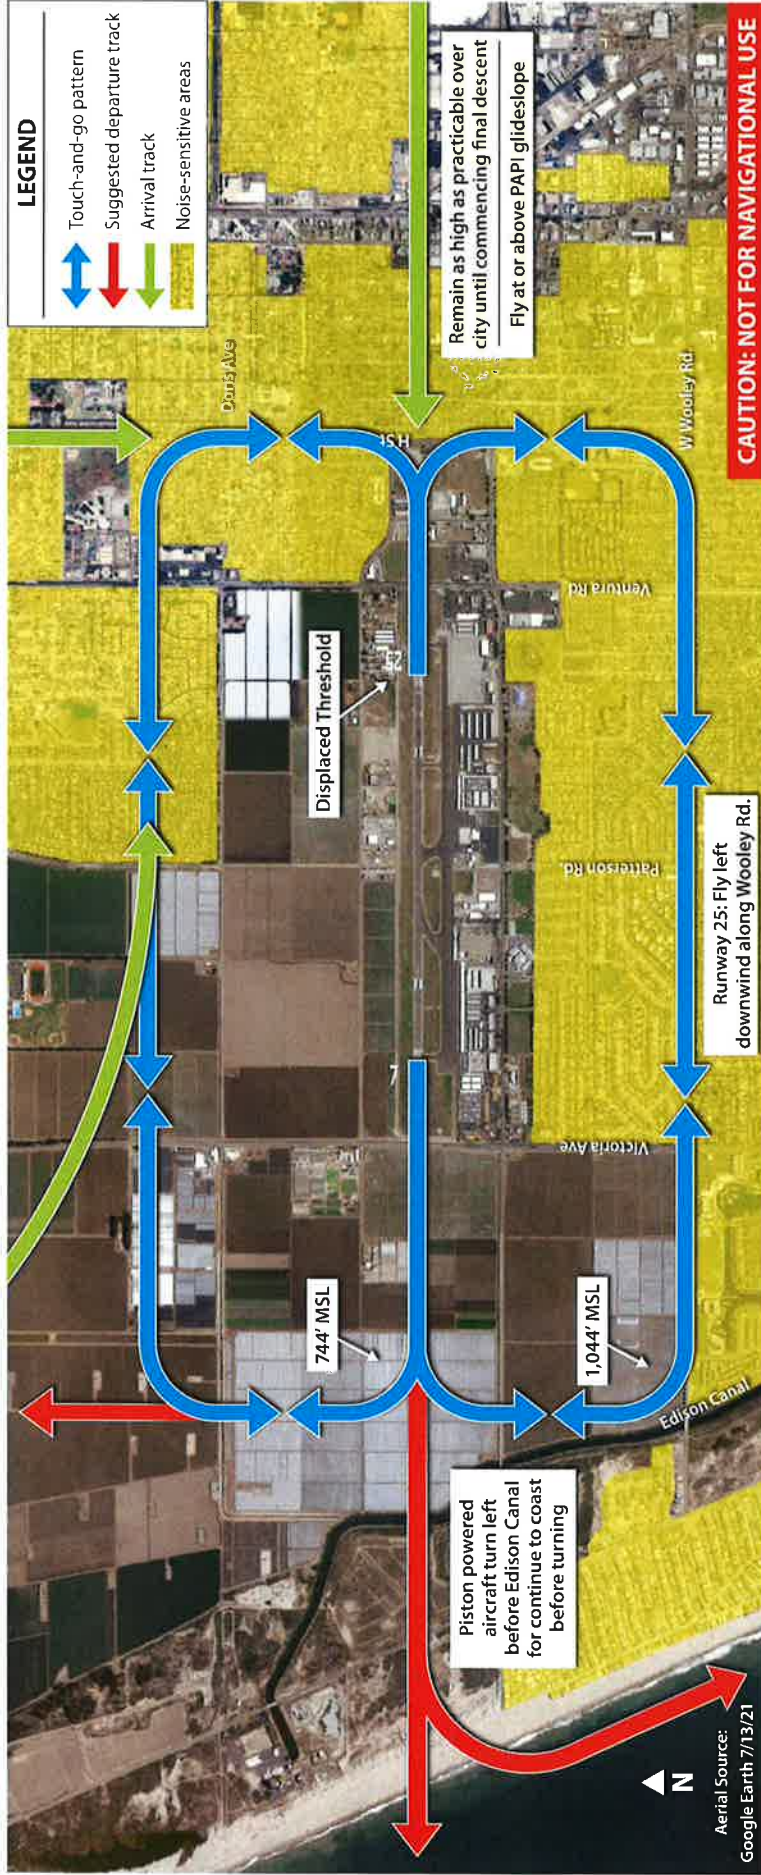 LEGEND
Touch-and-go pattern
Suggested departure track
Arrival track
Noise-sensitive areas
Remain as high as practicable over
city until commencing final descent
Fly at or above PAPI glideslope
Doris Ave
H St
W Wooley Rd
CAUTION: NOT FOR NAVIGATIONAL USE
Ventura Rd
25
Displaced Threshold
Patterson Rd.
Runway 25: Fly left
downwind along Wooley Rd.
7
Victoria Ave
744' MSL
1,044' MSL
Edison Canal
Piston powered
aircraft turn left
before Edison Canal
for continue to coast
before turning
N
Aerial Source:
Google Earth 7/13/21